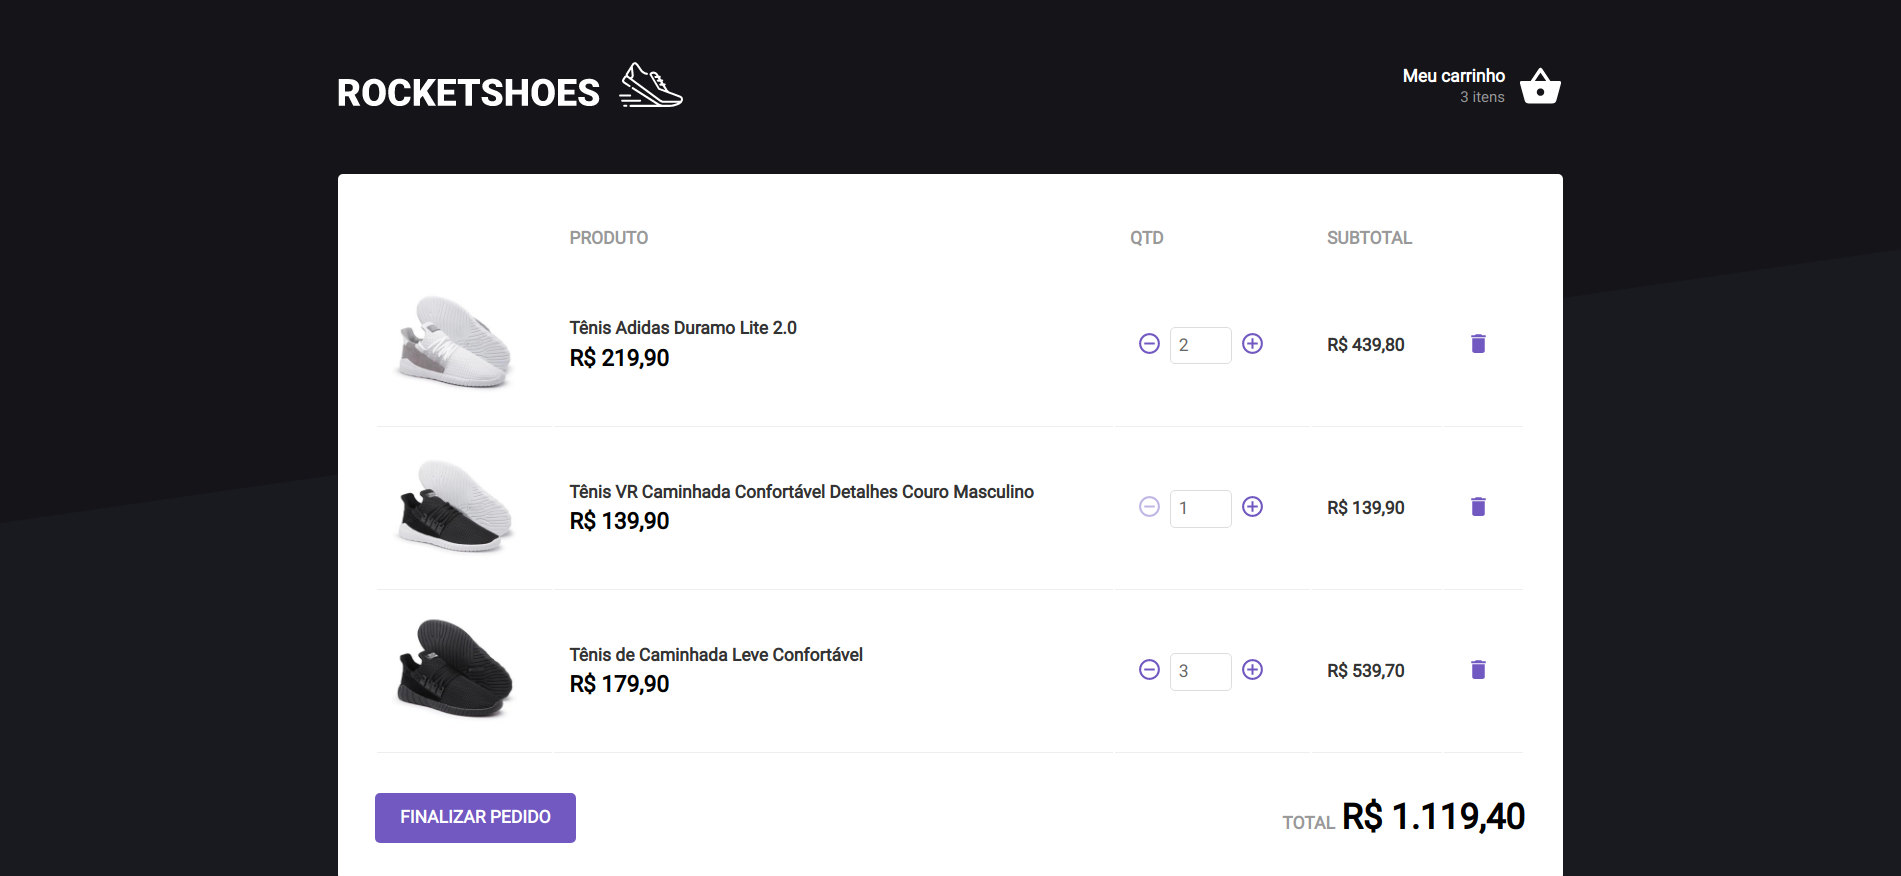 ROCKETSHOES
Meu carrinho
3 itens
PRODUTO QTD SUBTOTAL
Tênis Adidas Duramo Lite 2.0
R$ 219,90
2
R$ 439,80
Tênis VR Caminhada Confortável Detalhes Couro Masculino
R$ 139,90
1
R$ 139,90
Tênis de Caminhada Leve Confortável
R$ 179,90
3
R$ 539,70
FINALIZAR PEDIDO
TOTAL R$ 1.119,40